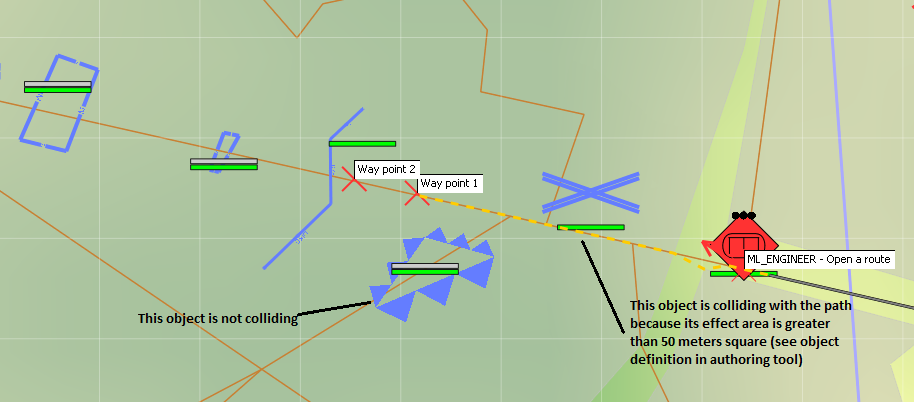 Way point 2
Way point 1
ML_ENGINEER - Open a route
This object is not colliding
This object is colliding with the path
because its effect area is greater
than 50 meters square (see object
definition in authoring tool)